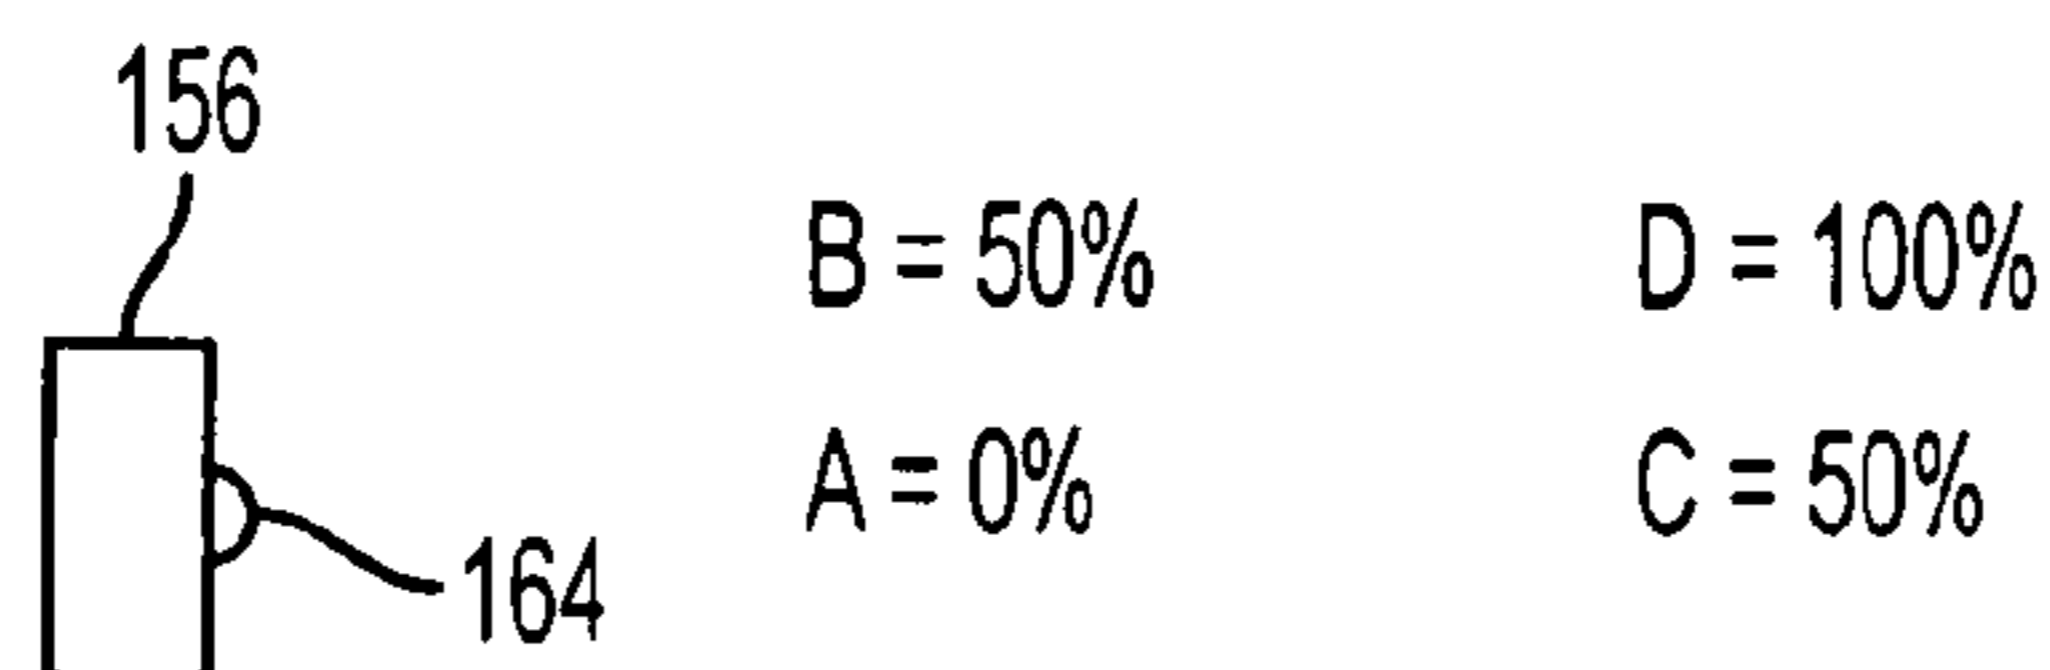 156
B = 50%
D = 100%
A = 0%
C = 50%
164